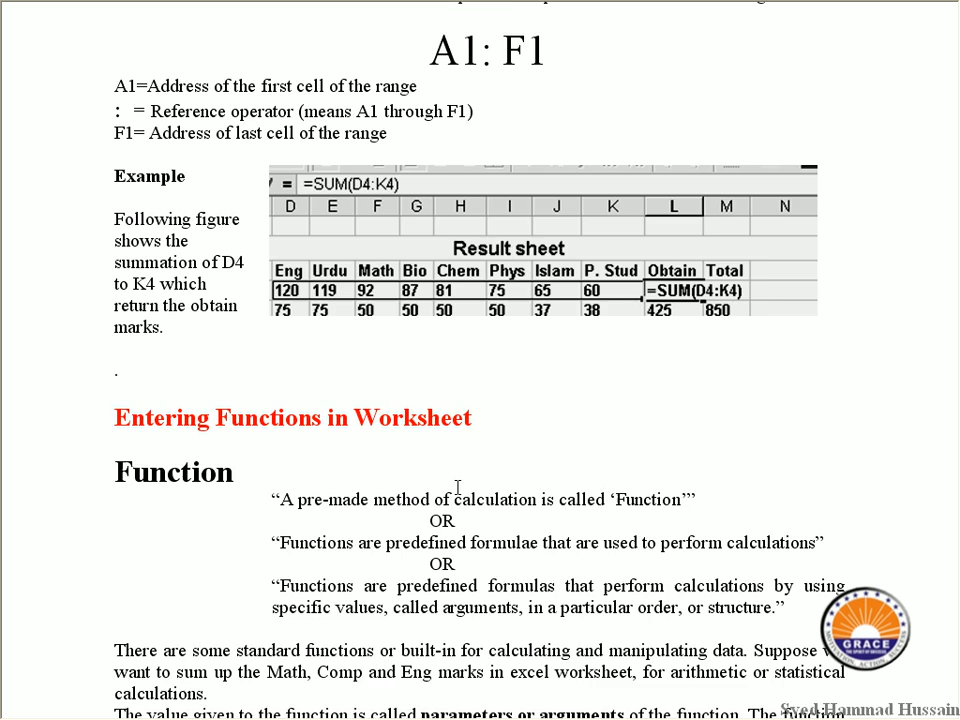 A1: F1
A1=Address of the first cell of the range
: = Reference operator (means A1 through F1)
F1= Address of last cell of the range
Example
Following figure
shows the
summation of D4
to K4 which
return the obtain
marks.
= =SUM(D4:K4)
D E F G H I J K L M N
Result sheet
Eng Urdu Math Bio Chem Phys Islam P. Stud Obtain Total
120 119 92 87 81 75 65 60 =SUM(D4:K4)
75 75 50 50 50 50 37 38 425 850
.
Entering Functions in Worksheet
Function
“A pre-made method of calculation is called ‘Function’”
OR
“Functions are predefined formulae that are used to perform calculations”
OR
“Functions are predefined formulas that perform calculations by using
specific values, called arguments, in a particular order, or structure.”
GRACE
There are some standard functions or built-in for calculating and manipulating data. Suppose
want to sum up the Math, Comp and Eng marks in excel worksheet, for arithmetic or statistical
calculations.
The value given to the function is called parameters or arguments of the function. The function
Syed Hammad Hussain